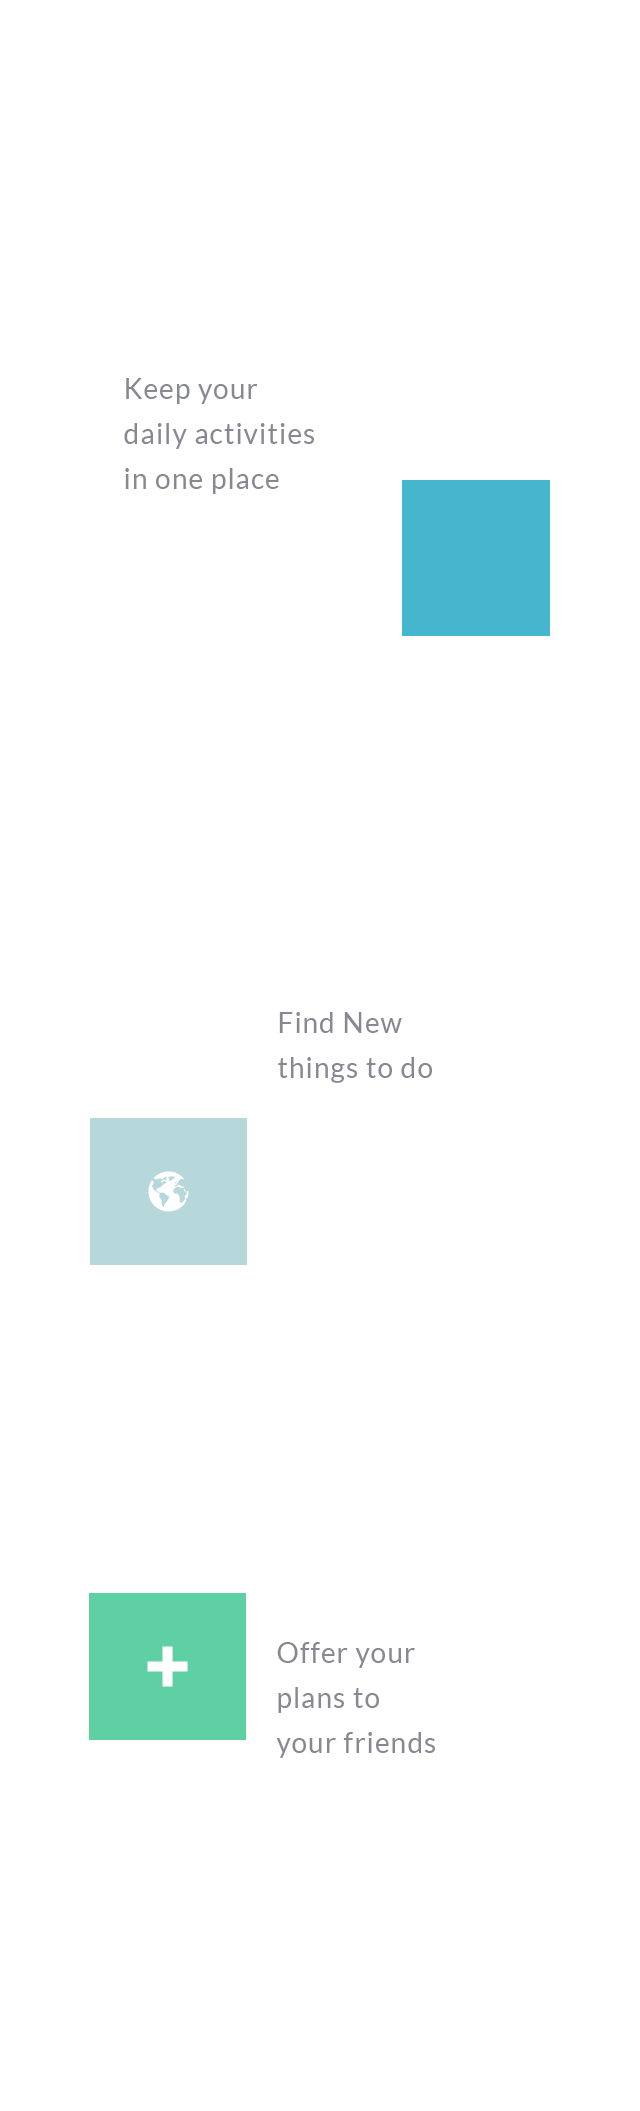 Keep your
daily activities
in one place
Find New
things to do
Offer your
plans to
your friends